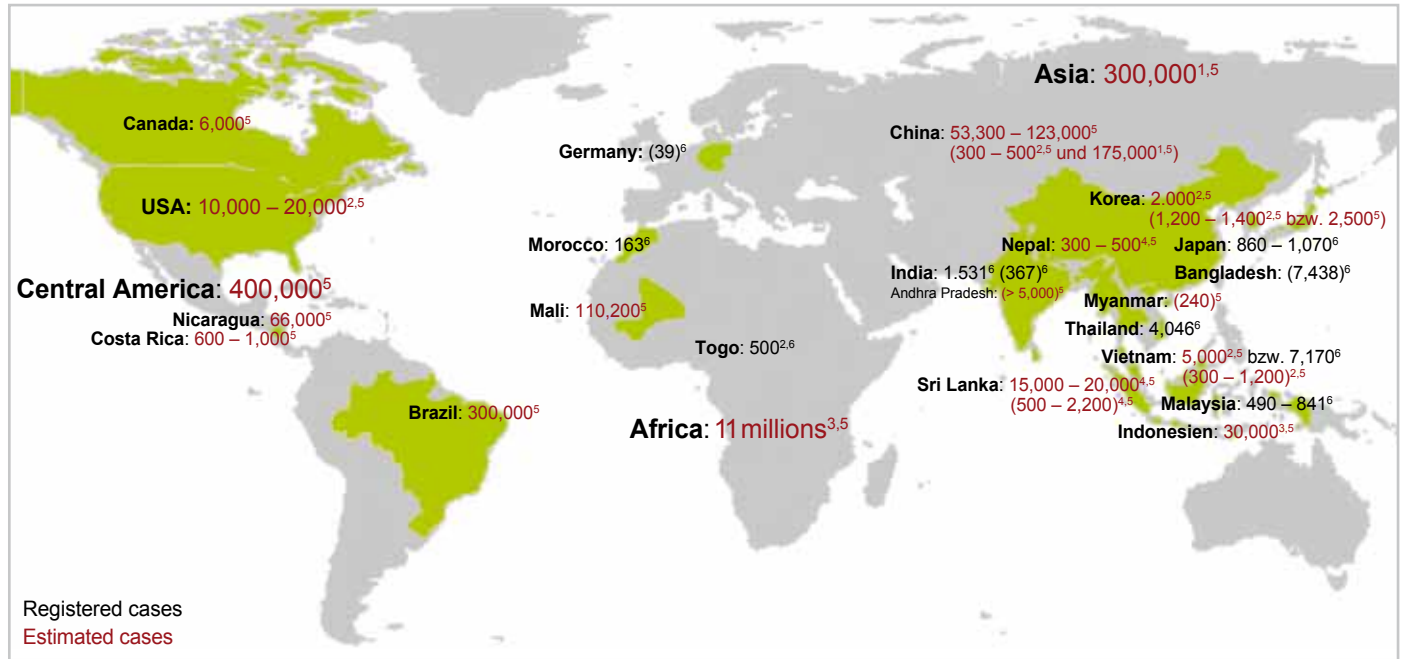 Asia: 300,000¹,⁵
Canada: 6,000⁵
China: 53,300 – 123,000⁵
(300 – 500²,⁵ und 175,000¹,⁵)
Germany: (39)⁶
USA: 10,000 – 20,000²,⁵
Korea: 2.000²,⁵
(1,200 – 1,400²,⁵ bzw. 2,500⁵)
Morocco: 163⁶
Nepal: 300 – 500⁴,⁵
Japan: 860 – 1,070⁶
India: 1.531⁶ (367)⁶
Bangladesh: (7,438)⁶
Andhra Pradesh: (> 5,000)⁵
Central America: 400,000⁵
Myanmar: (240)⁵
Nicaragua: 66,000⁵
Mali: 110,200⁵
Costa Rica: 600 – 1,000⁵
Thailand: 4,046⁶
Togo: 500²,⁶
Vietnam: 5,000²,⁵ bzw. 7,170⁶
(300 – 1,200)²,⁵
Sri Lanka: 15,000 – 20,000⁴,⁵
(500 – 2,200)⁴,⁵
Malaysia: 490 – 841⁶
Brazil: 300,000⁵
Africa: 11 millions³,⁵
Indonesien: 30,000³,⁵
Registered cases
Estimated cases